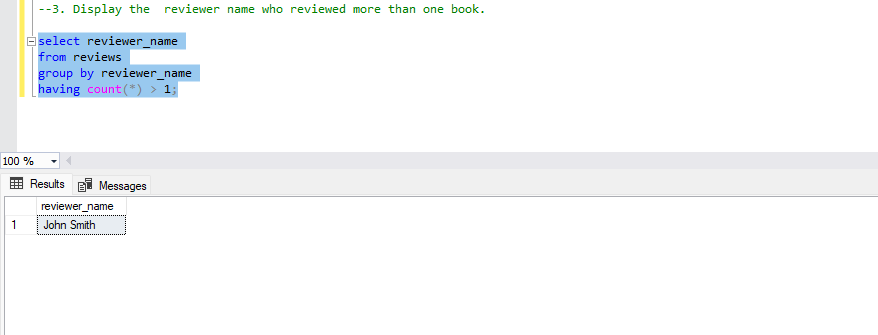 --3. Display the  reviewer name who reviewed more than one book.
select reviewer_name
from reviews
group by reviewer_name
having count(*) > 1;
100 %
Results Messages
reviewer_name
1 John Smith